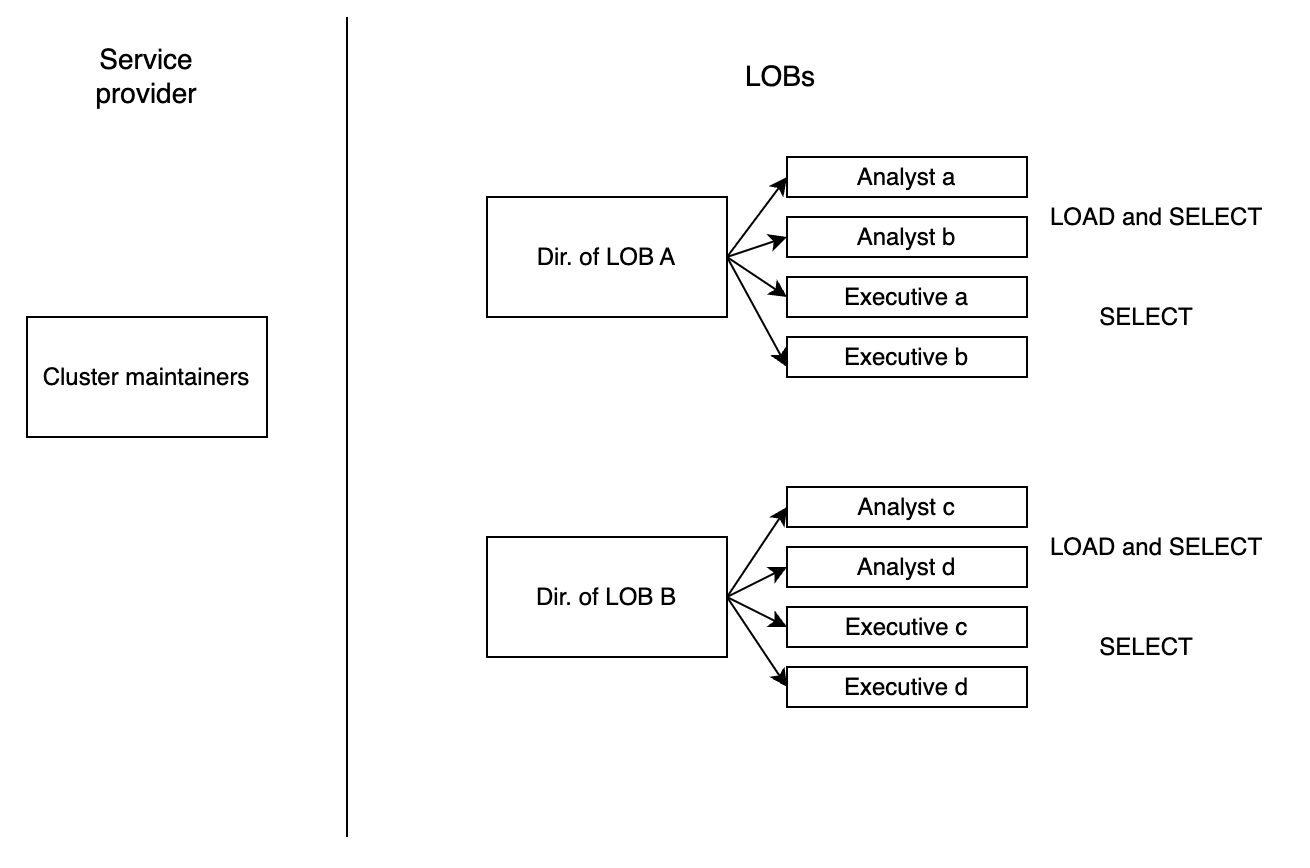 Service
provider
LOBs
Cluster maintainers
Dir. of LOB A
Analyst a
Analyst b
Executive a
Executive b
LOAD and SELECT
SELECT
Dir. of LOB B
Analyst c
Analyst d
Executive c
Executive d
LOAD and SELECT
SELECT